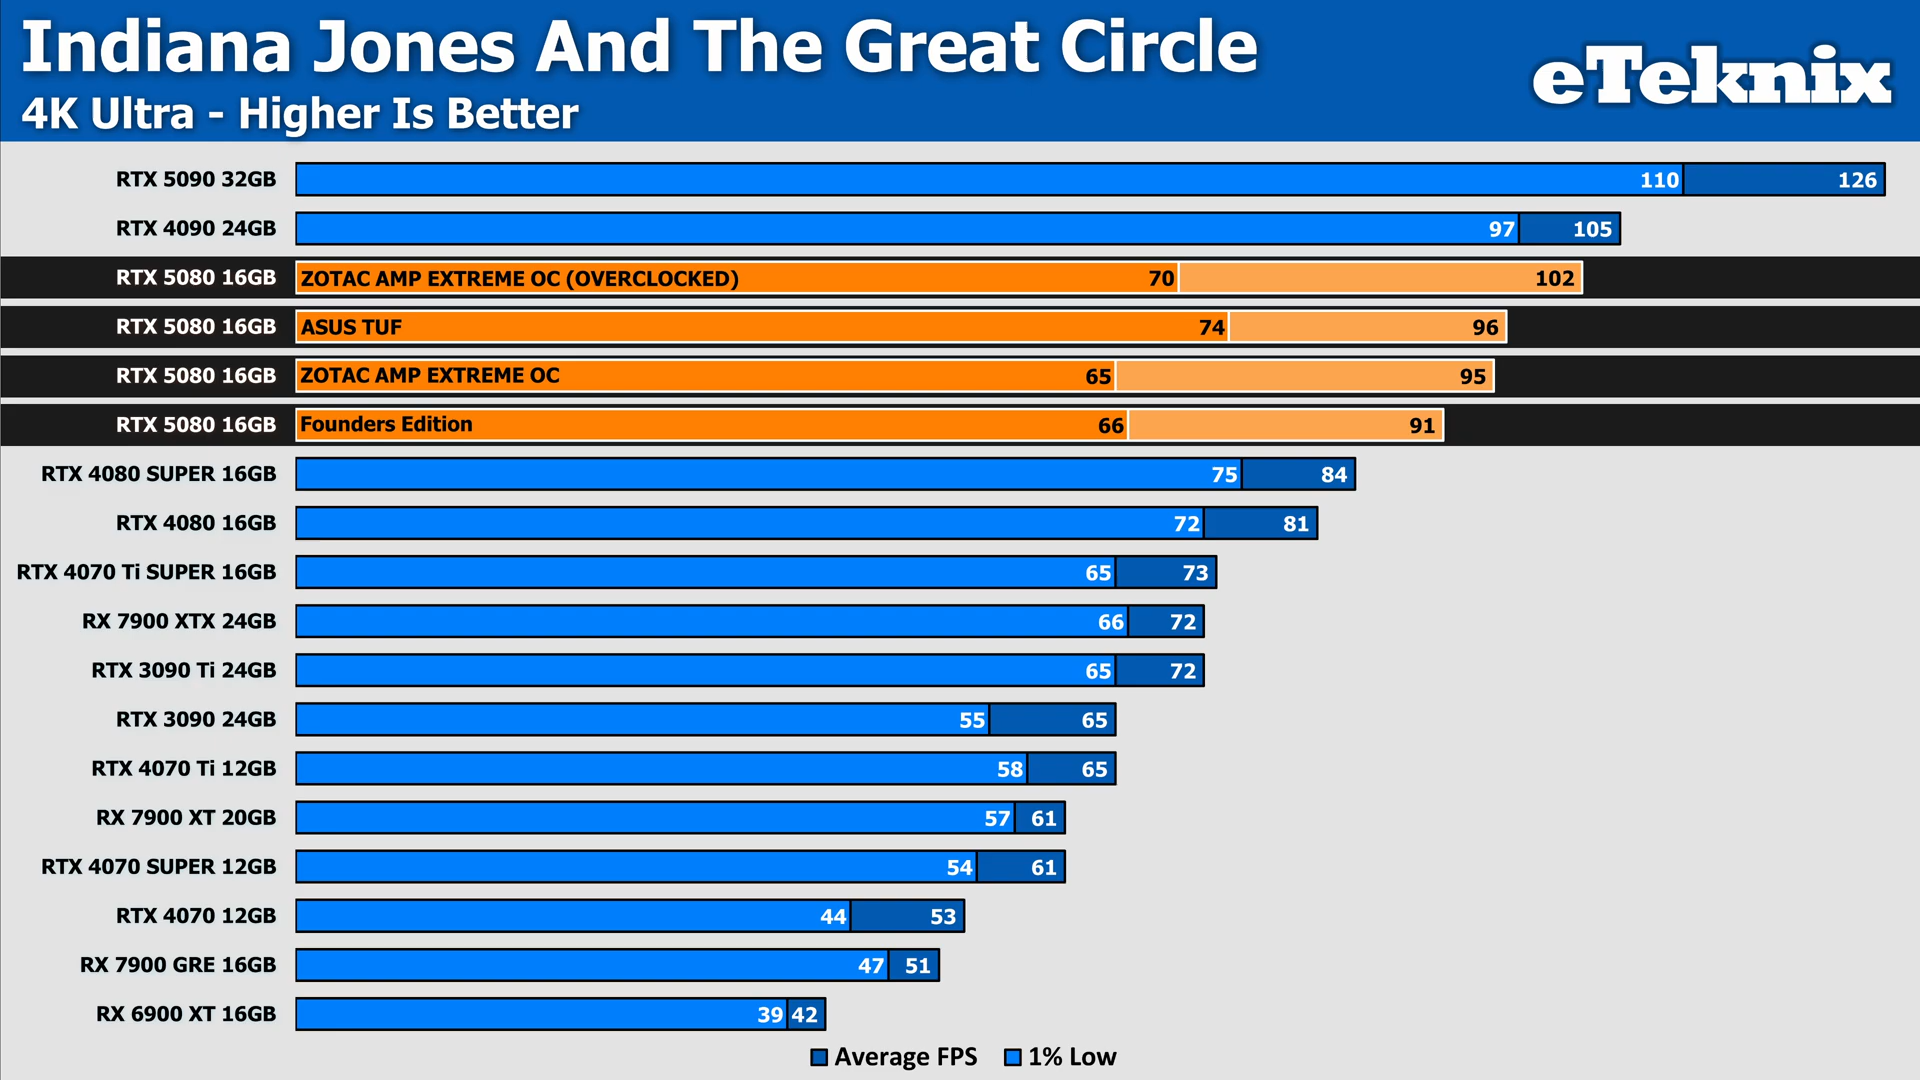 Indiana Jones And The Great Circle
4K Ultra - Higher Is Better
eTeknix
RTX 5090 32GB 110 126
RTX 4090 24GB 97 105
RTX 5080 16GB ZOTAC AMP EXTREME OC (OVERCLOCKED) 70 102
RTX 5080 16GB ASUS TUF 74 96
RTX 5080 16GB ZOTAC AMP EXTREME OC 65 95
RTX 5080 16GB Founders Edition 66 91
RTX 4080 SUPER 16GB 75 84
RTX 4080 16GB 72 81
RTX 4070 Ti SUPER 16GB 65 73
RX 7900 XTX 24GB 66 72
RTX 3090 Ti 24GB 65 72
RTX 3090 24GB 55 65
RTX 4070 Ti 12GB 58 65
RX 7900 XT 20GB 57 61
RTX 4070 SUPER 12GB 54 61
RTX 4070 12GB 44 53
RX 7900 GRE 16GB 47 51
RX 6900 XT 16GB 39 42
Average FPS 1% Low